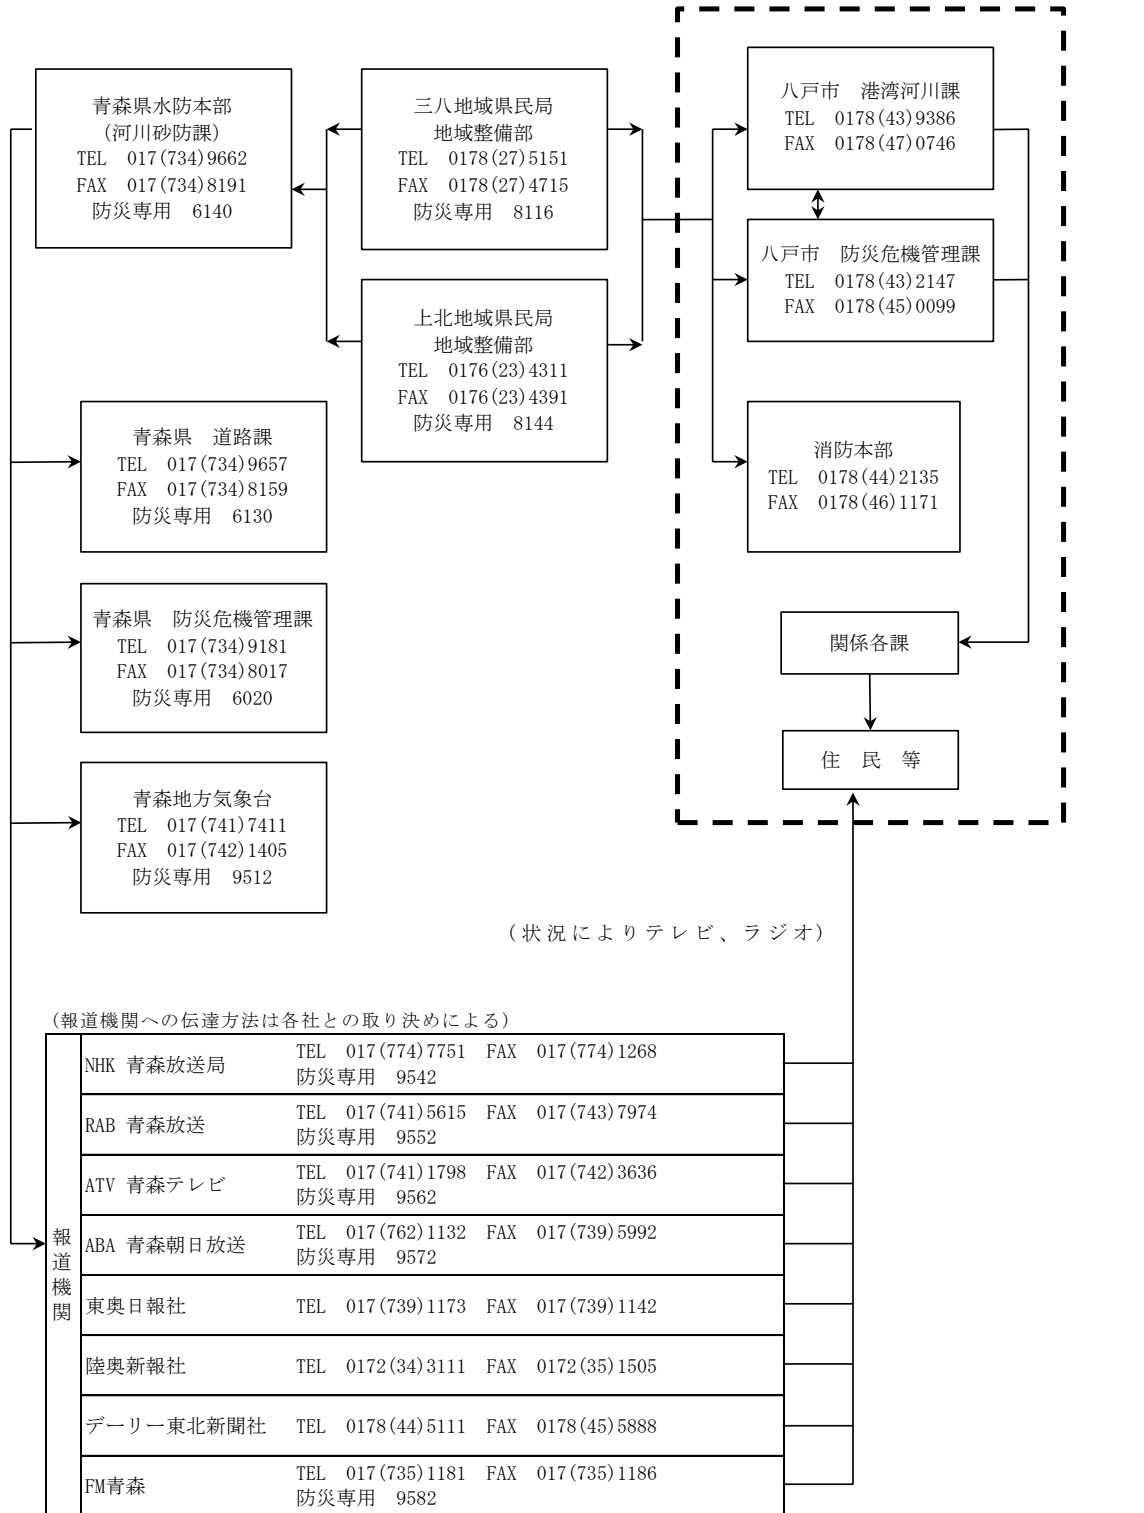 青森県水防本部
(河川砂防課)
TEL　017(734)9662
FAX　017(734)8191
防災専用　6140
三八地域県民局
地域整備部
TEL　0178(27)5151
FAX　0178(27)4715
防災専用　8116
八戸市　港湾河川課
TEL　0178(43)9386
FAX　0178(47)0746
八戸市　防災危機管理課
TEL　0178(43)2147
FAX　0178(45)0099
上北地域県民局
地域整備部
TEL　0176(23)4311
FAX　0176(23)4391
防災専用　8144
青森県　道路課
TEL　017(734)9657
FAX　017(734)8159
防災専用　6130
消防本部
TEL　0178(44)2135
FAX　0178(46)1171
青森県　防災危機管理課
TEL　017(734)9181
FAX　017(734)8017
防災専用　6020
関係各課
住　民　等
青森地方気象台
TEL　017(741)7411
FAX　017(742)1405
防災専用　9512
(状況によりテレビ、ラジオ)
(報道機関への伝達方法は各社との取り決めによる)
報道機関
NHK 青森放送局　TEL　017(774)7751　FAX　017(774)1268
防災専用　9542
RAB 青森放送　TEL　017(741)5615　FAX　017(743)7974
防災専用　9552
ATV 青森テレビ　TEL　017(741)1798　FAX　017(742)3636
防災専用　9562
ABA 青森朝日放送　TEL　017(762)1132　FAX　017(739)5992
防災専用　9572
東奥日報社　TEL　017(739)1173　FAX　017(739)1142
陸奥新報社　TEL　0172(34)3111　FAX　0172(35)1505
デーリー東北新聞社　TEL　0178(44)5111　FAX　0178(45)5888
FM青森　TEL　017(735)1181　FAX　017(735)1186
防災専用　9582